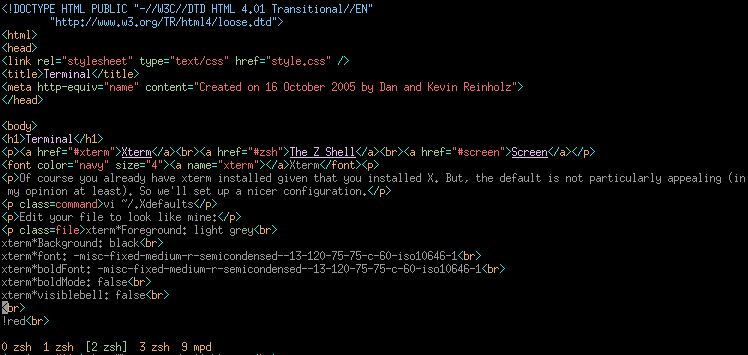 <!DOCTYPE HTML PUBLIC "-//W3C//DTD HTML 4.01 Transitional//EN"
"http://www.w3.org/TR/html4/loose.dtd">
<html>
<head>
<link rel="stylesheet" type="text/css" href="style.css" />
<title>Terminal</title>
<meta http-equiv="name" content="Created on 16 October 2005 by Dan and Kevin Reinholz">
</head>

<body>
<h1>Terminal</h1>
<p><a href="#xterm">Xterm</a><br><a href="#zsh">The Z Shell</a><br><a href="#screen">Screen</a></p>
<font color="navy" size="4"><a name="xterm"></a>Xterm</font><p>
<p>Of course you already have xterm installed given that you installed X. But, the default is not particularly appealing (in
my opinion at least). So we'll set up a nicer configuration.</p>
<p class=command>vi ~/.Xdefaults</p>
<p>Edit your file to look like mine:</p>
<p class=file>xterm*Foreground: light grey<br>
xterm*Background: black<br>
xterm*font: -misc-fixed-medium-r-semicondensed--13-120-75-75-c-60-iso10646-1<br>
xterm*boldFont: -misc-fixed-medium-r-semicondensed--13-120-75-75-c-60-iso10646-1<br>
xterm*boldMode: false<br>
xterm*visiblebell: false<br>
<br>
!red<br>

0 zsh  1 zsh  [2 zsh]  3 zsh  9 mpd